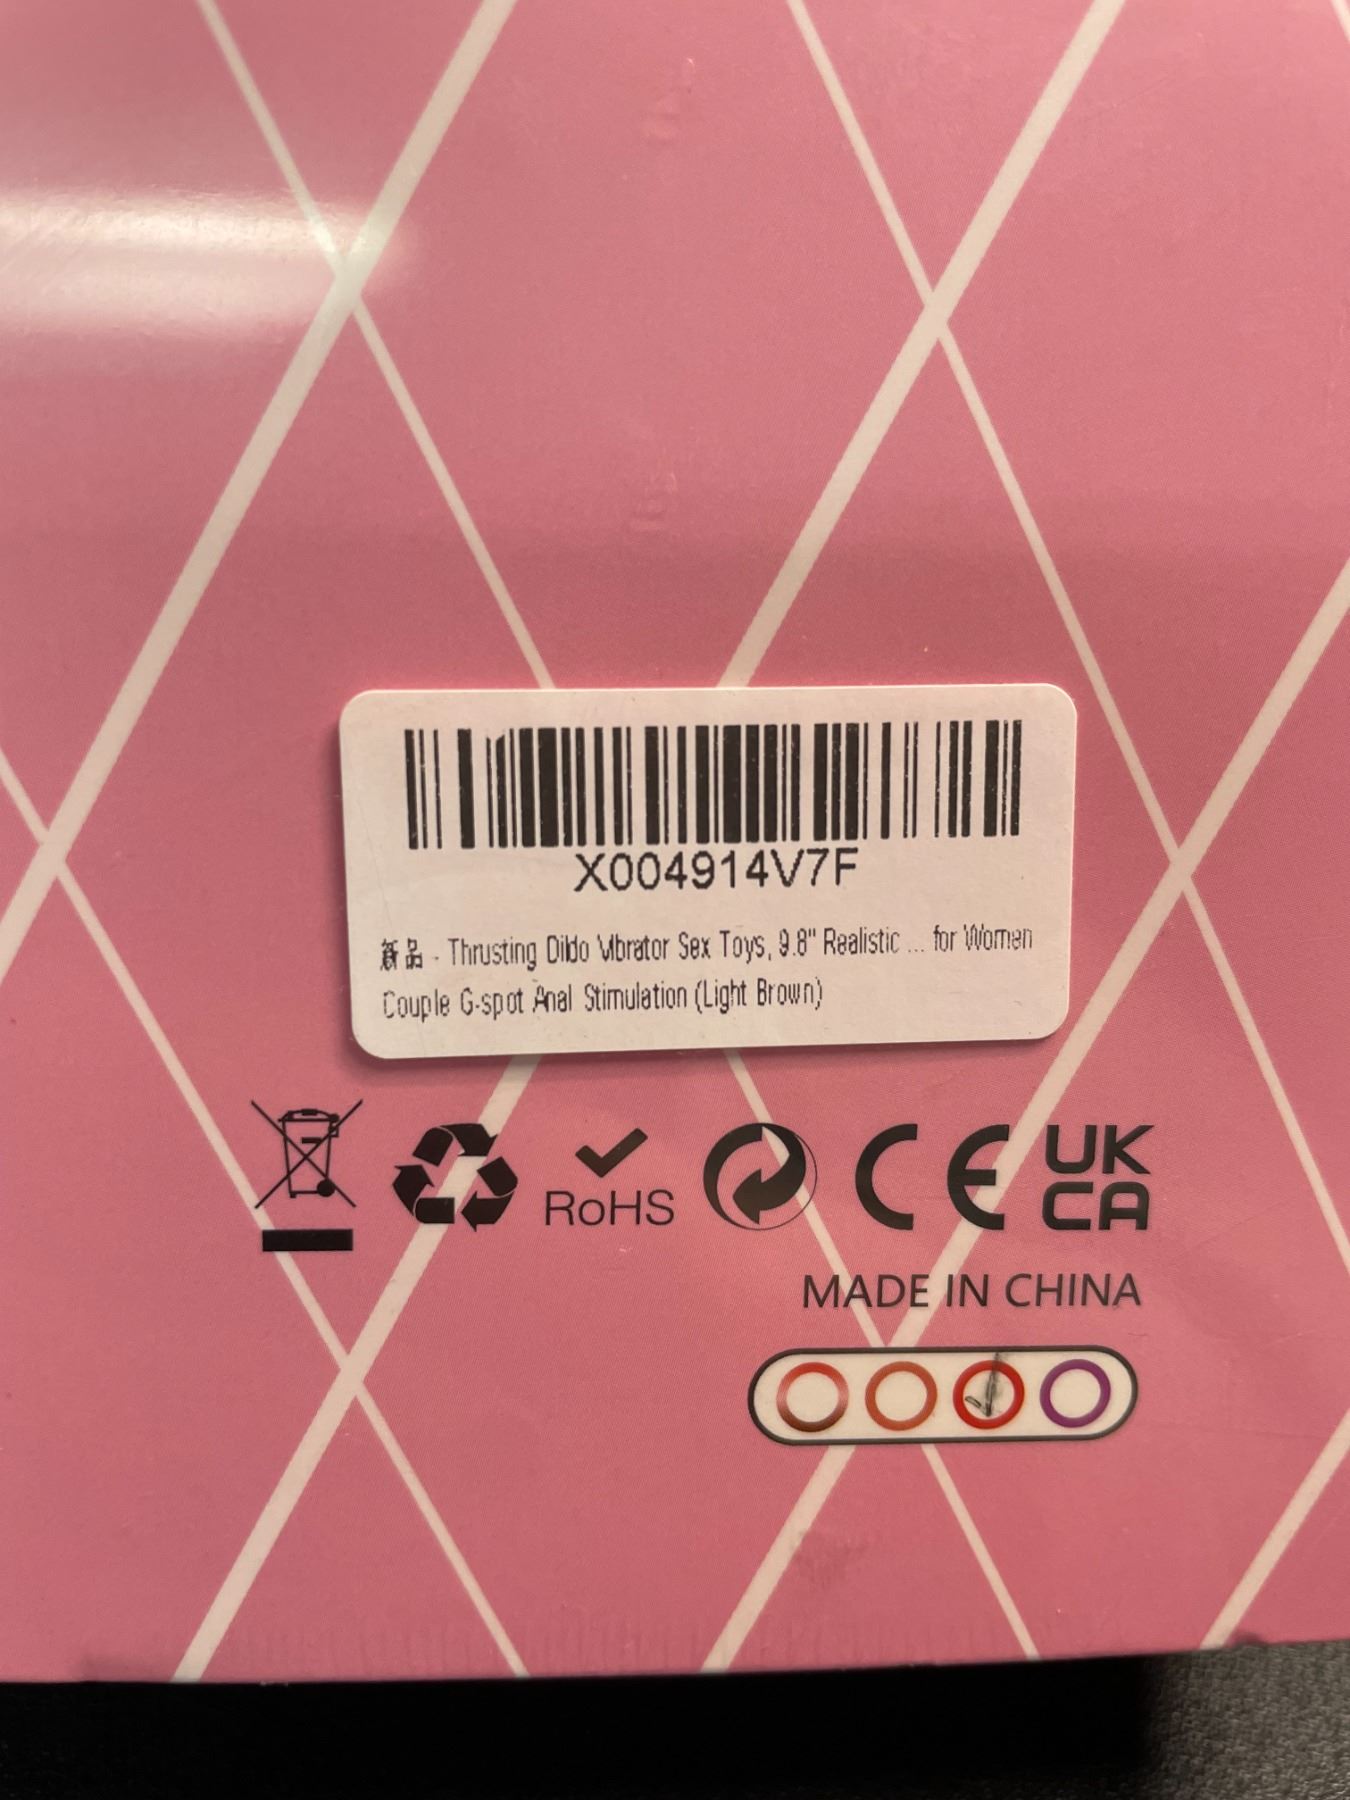 X004914V7F
新品 - Thrusting Dildo Vibrator Sex Toys, 9.8" Realistic ... for Women
Couple G-spot Anal Stimulation (Light Brown)
RoHS
CE
UK
CA
MADE IN CHINA